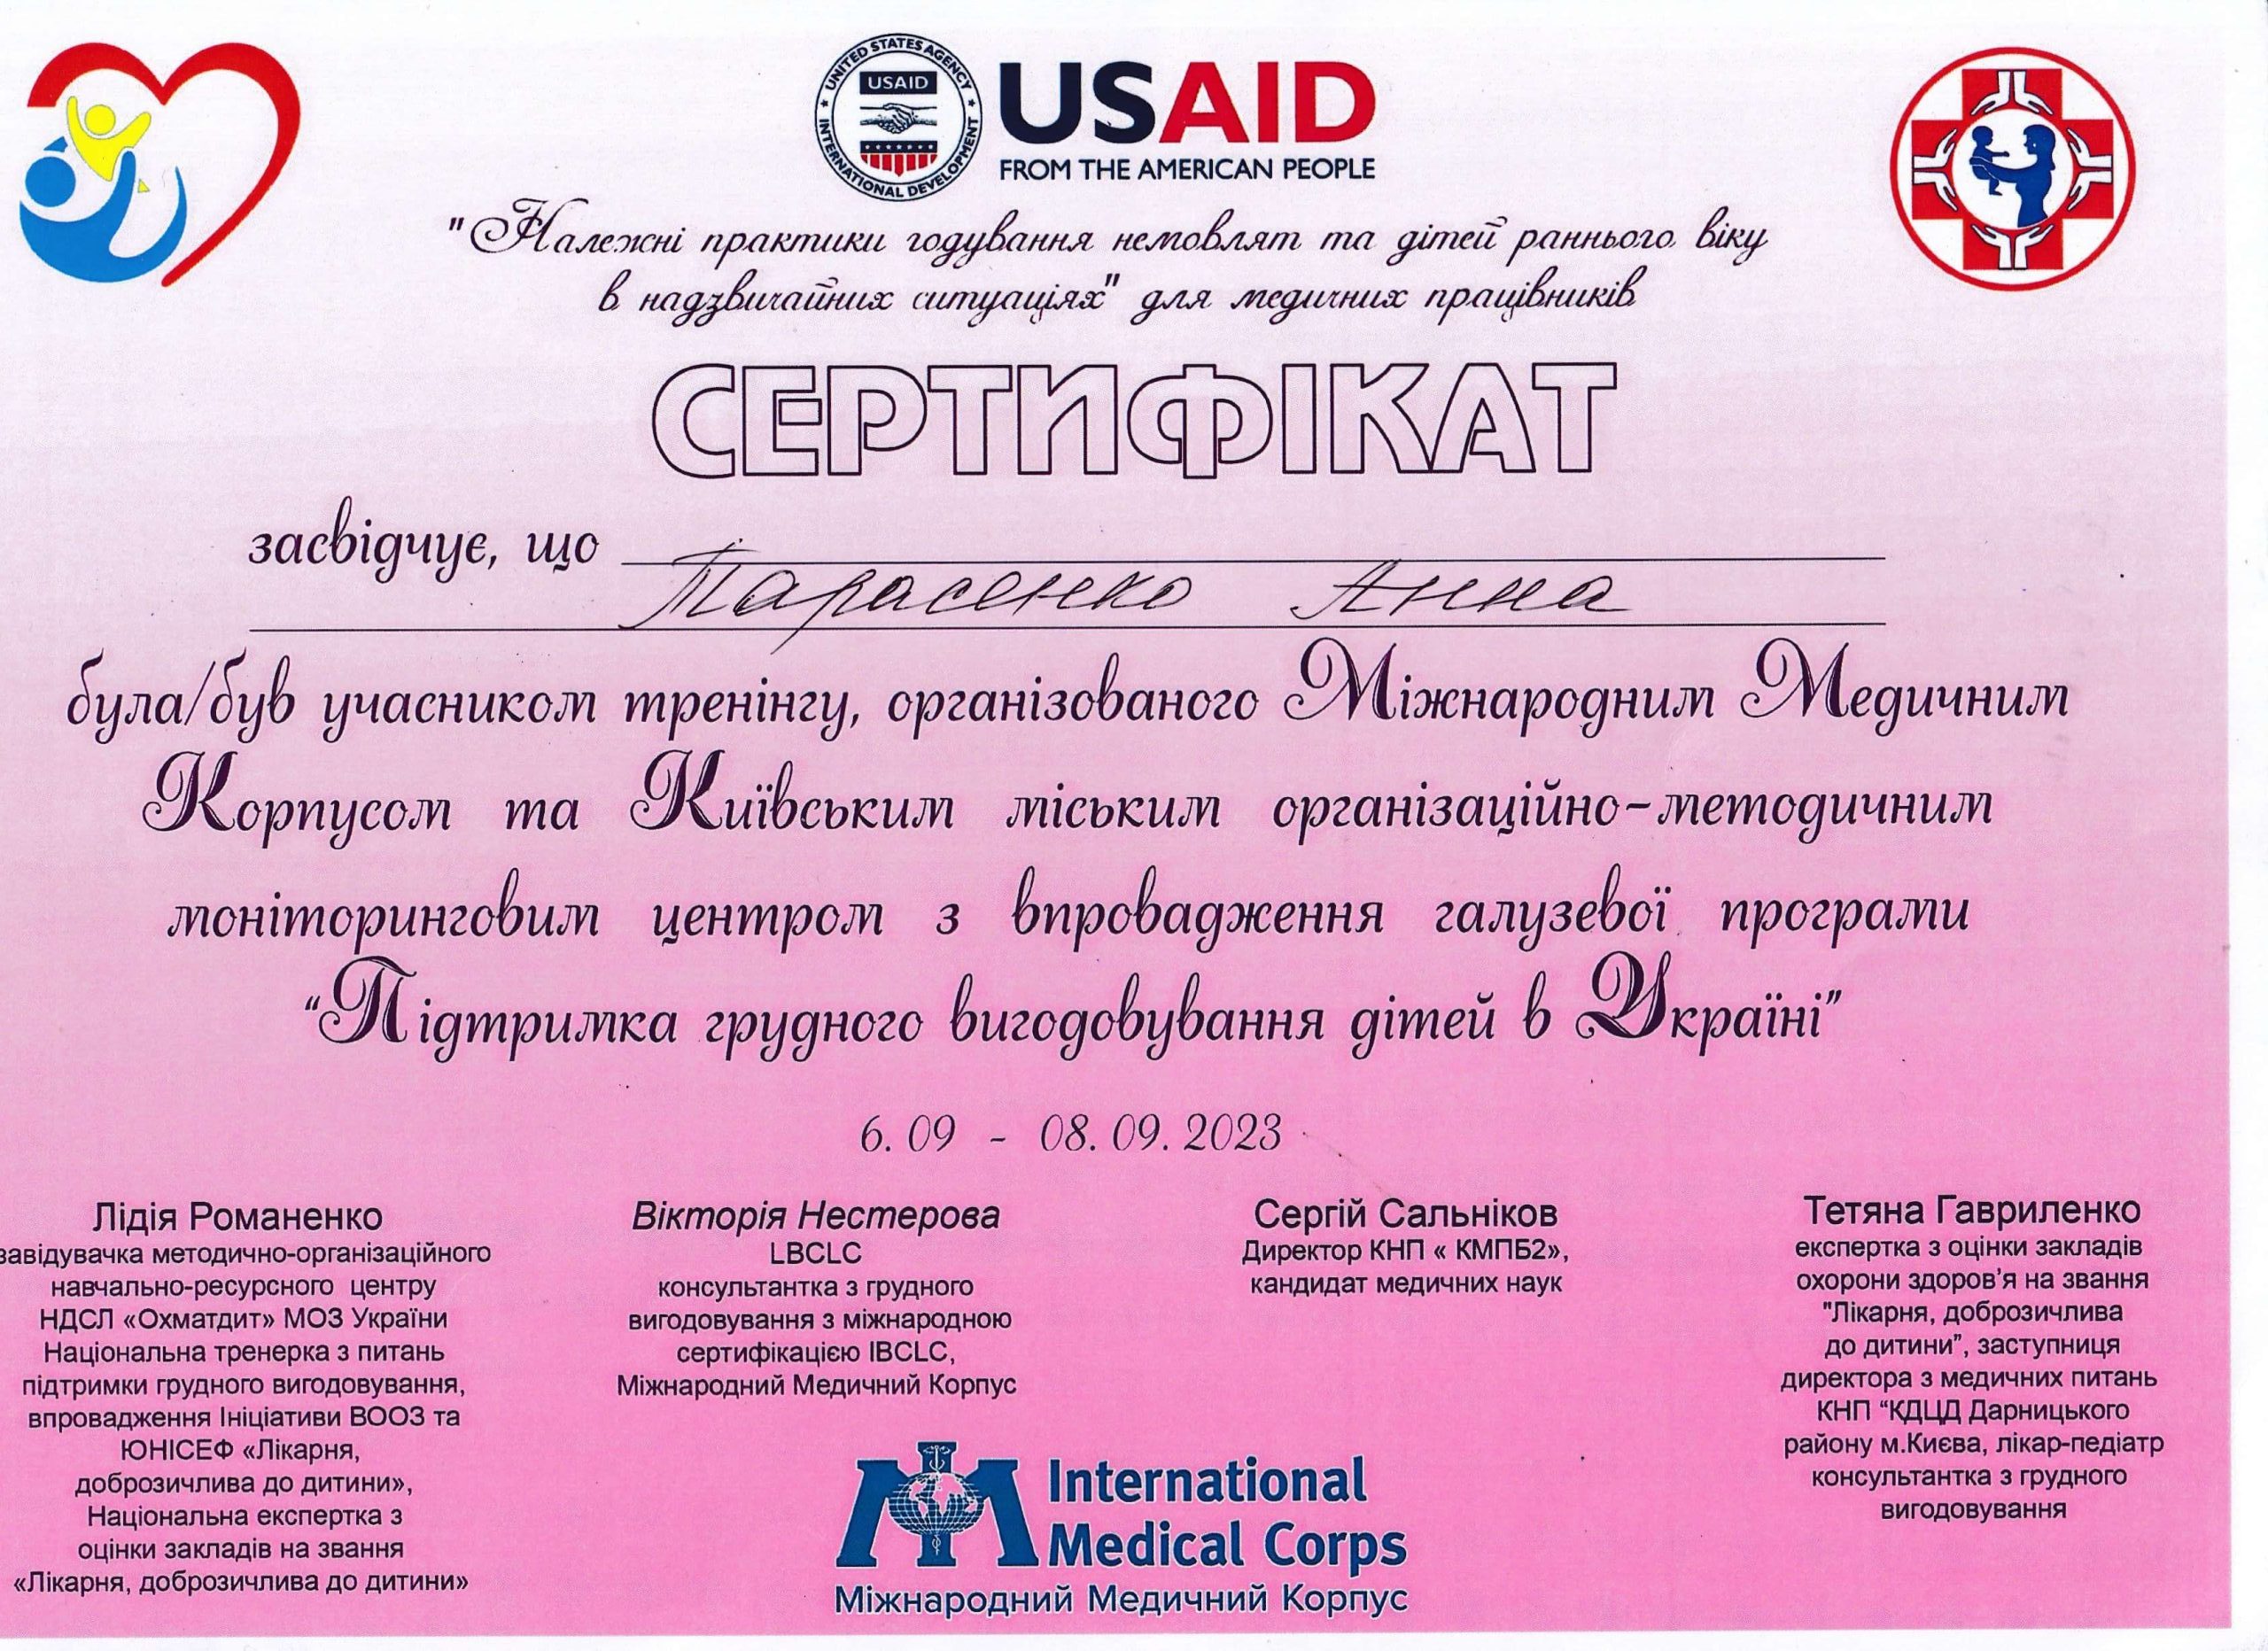 UNITED STATES AGENCY
USAID
INTERNATIONAL DEVELOPMENT
USAID
FROM THE AMERICAN PEOPLE
"Належні практики годування немовлят та дітей раннього віку
в надзвичайних ситуаціях" для медичних працівників
СЕРТИФІКАТ
засвідчує, що
Тарасенко Анна
була/був учасником тренінгу, організованого Міжнародним Медичним
Корпусом та Київським міським організаційно-методичним
моніторинговим центром з впровадження галузевої програми
“Підтримка грудного вигодовування дітей в Україні”
6. 09 - 08. 09. 2023
Лідія Романенко
завідувачка методично-організаційного
навчально-ресурсного центру
НДСЛ «Охматдит» МОЗ України
Національна тренерка з питань
підтримки грудного вигодовування,
впровадження Ініціативи ВООЗ та
ЮНІСЕФ «Лікарня,
доброзичлива до дитини»,
Національна експертка з
оцінки закладів на звання
«Лікарня, доброзичлива до дитини»
Вікторія Нестерова
LBCLC
консультантка з грудного
вигодовування з міжнародною
сертифікацією IBCLC,
Міжнародний Медичний Корпус
Сергій Сальніков
Директор КНП « КМПБ2»,
кандидат медичних наук
Тетяна Гавриленко
експертка з оцінки закладів
охорони здоров’я на звання
"Лікарня, доброзичлива
до дитини”, заступниця
директора з медичних питань
КНП “КДЦД Дарницького
району м.Києва, лікар-педіатр
консультантка з грудного
вигодовування
International
Medical Corps
Міжнародний Медичний Корпус